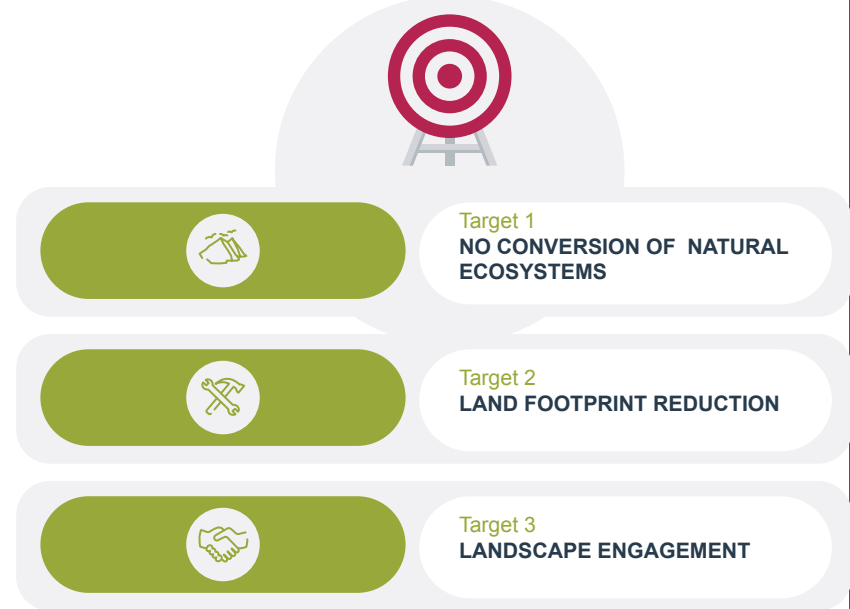 Target 1
NO CONVERSION OF NATURAL
ECOSYSTEMS
Target 2
LAND FOOTPRINT REDUCTION
Target 3
LANDSCAPE ENGAGEMENT